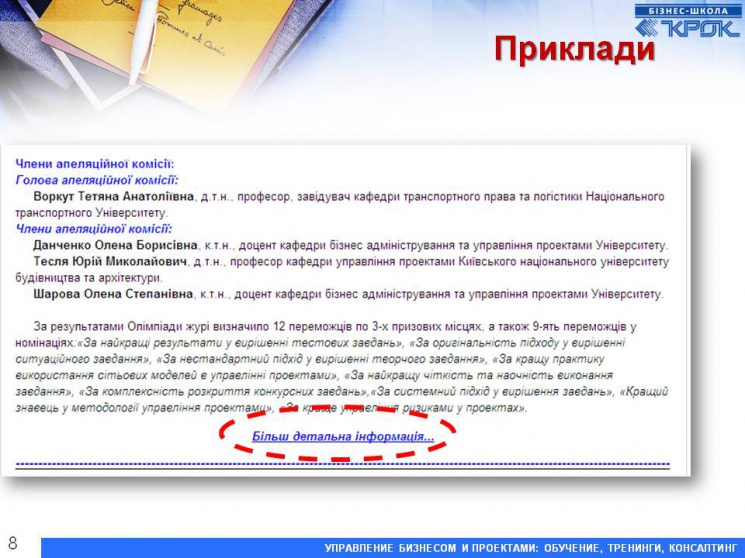 БІЗНЕС-ШКОЛА
КРОК
Приклади
Члени апеляційної комісії:
Голова апеляційної комісії:
Воркут Тетяна Анатоліївна, д.т.н., професор, завідувач кафедри транспортного права та логістики Національного
транспортного Університету.
Члени апеляційної комісії:
Данченко Олена Борисівна, к.т.н., доцент кафедри бізнес адміністрування та управління проектами Університету.
Тесля Юрій Миколайович, д.т.н., професор кафедри управління проектами Київського національного університету
будівництва та архітектури.
Шарова Олена Степанівна, к.т.н., доцент кафедри бізнес адміністрування та управління проектами Університету.
За результатами Олімпіади журі визначило 12 переможців по 3-х призових місцях, а також 9-ять переможців у
номінаціях:«За найкращі результати у вирішенні тестових завдань», «За оригінальність підходу у вирішенні
ситуаційного завдання», «За нестандартний підхід у вирішенні творчого завдання», «За кращу практику
використання сітьових моделей в управлінні проектами», «За найкращу чіткість та наочність виконання
завдання», «За комплексність розкриття конкурсних завдань»,«За системний підхід у вирішення завдань», «Кращий
знавець у методології управління проектами», «За краще управління ризиками у проектах».
Більш детальна інформація...
8
УПРАВЛЕНИЕ БИЗНЕСОМ И ПРОЕКТАМИ: ОБУЧЕНИЕ, ТРЕНИНГИ, КОНСАЛТИНГ